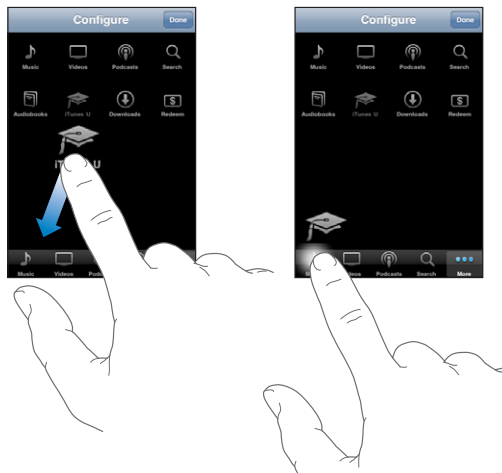 Configure Done
Music Videos Podcasts Search
Audiobooks iTunes U Downloads Redeem
Music Videos
Configure Done
Music Videos Podcasts Search
Audiobooks iTunes U Downloads Redeem
Videos Podcasts Search More